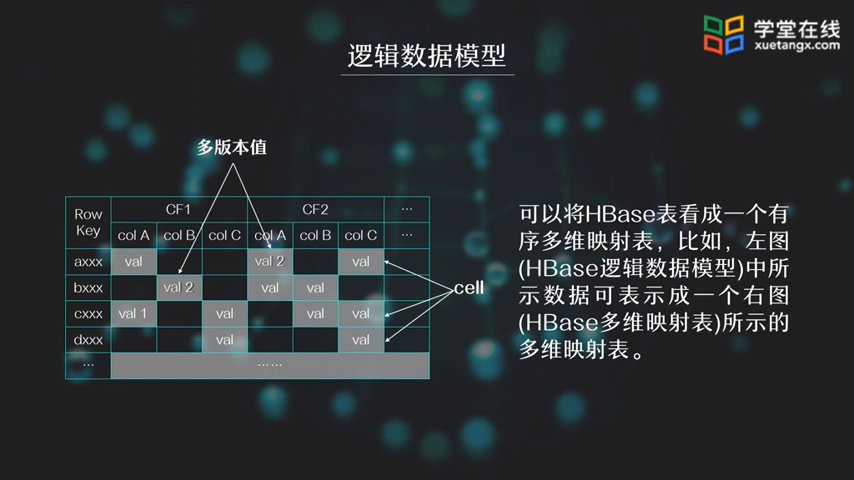 学堂在线
xuetangx.com
逻辑数据模型
多版本值
Row Key CF1 CF2 ...
col A col B col C col A col B col C ...
axxx val val 2 val
bxxx val 2 val val
cxxx val 1 val val val
dxxx val val
... ……
cell
可以将HBase表看成一个有
序多维映射表，比如，左图
(HBase逻辑数据模型)中所
示数据可表示成一个右图
(HBase多维映射表)所示的
多维映射表。